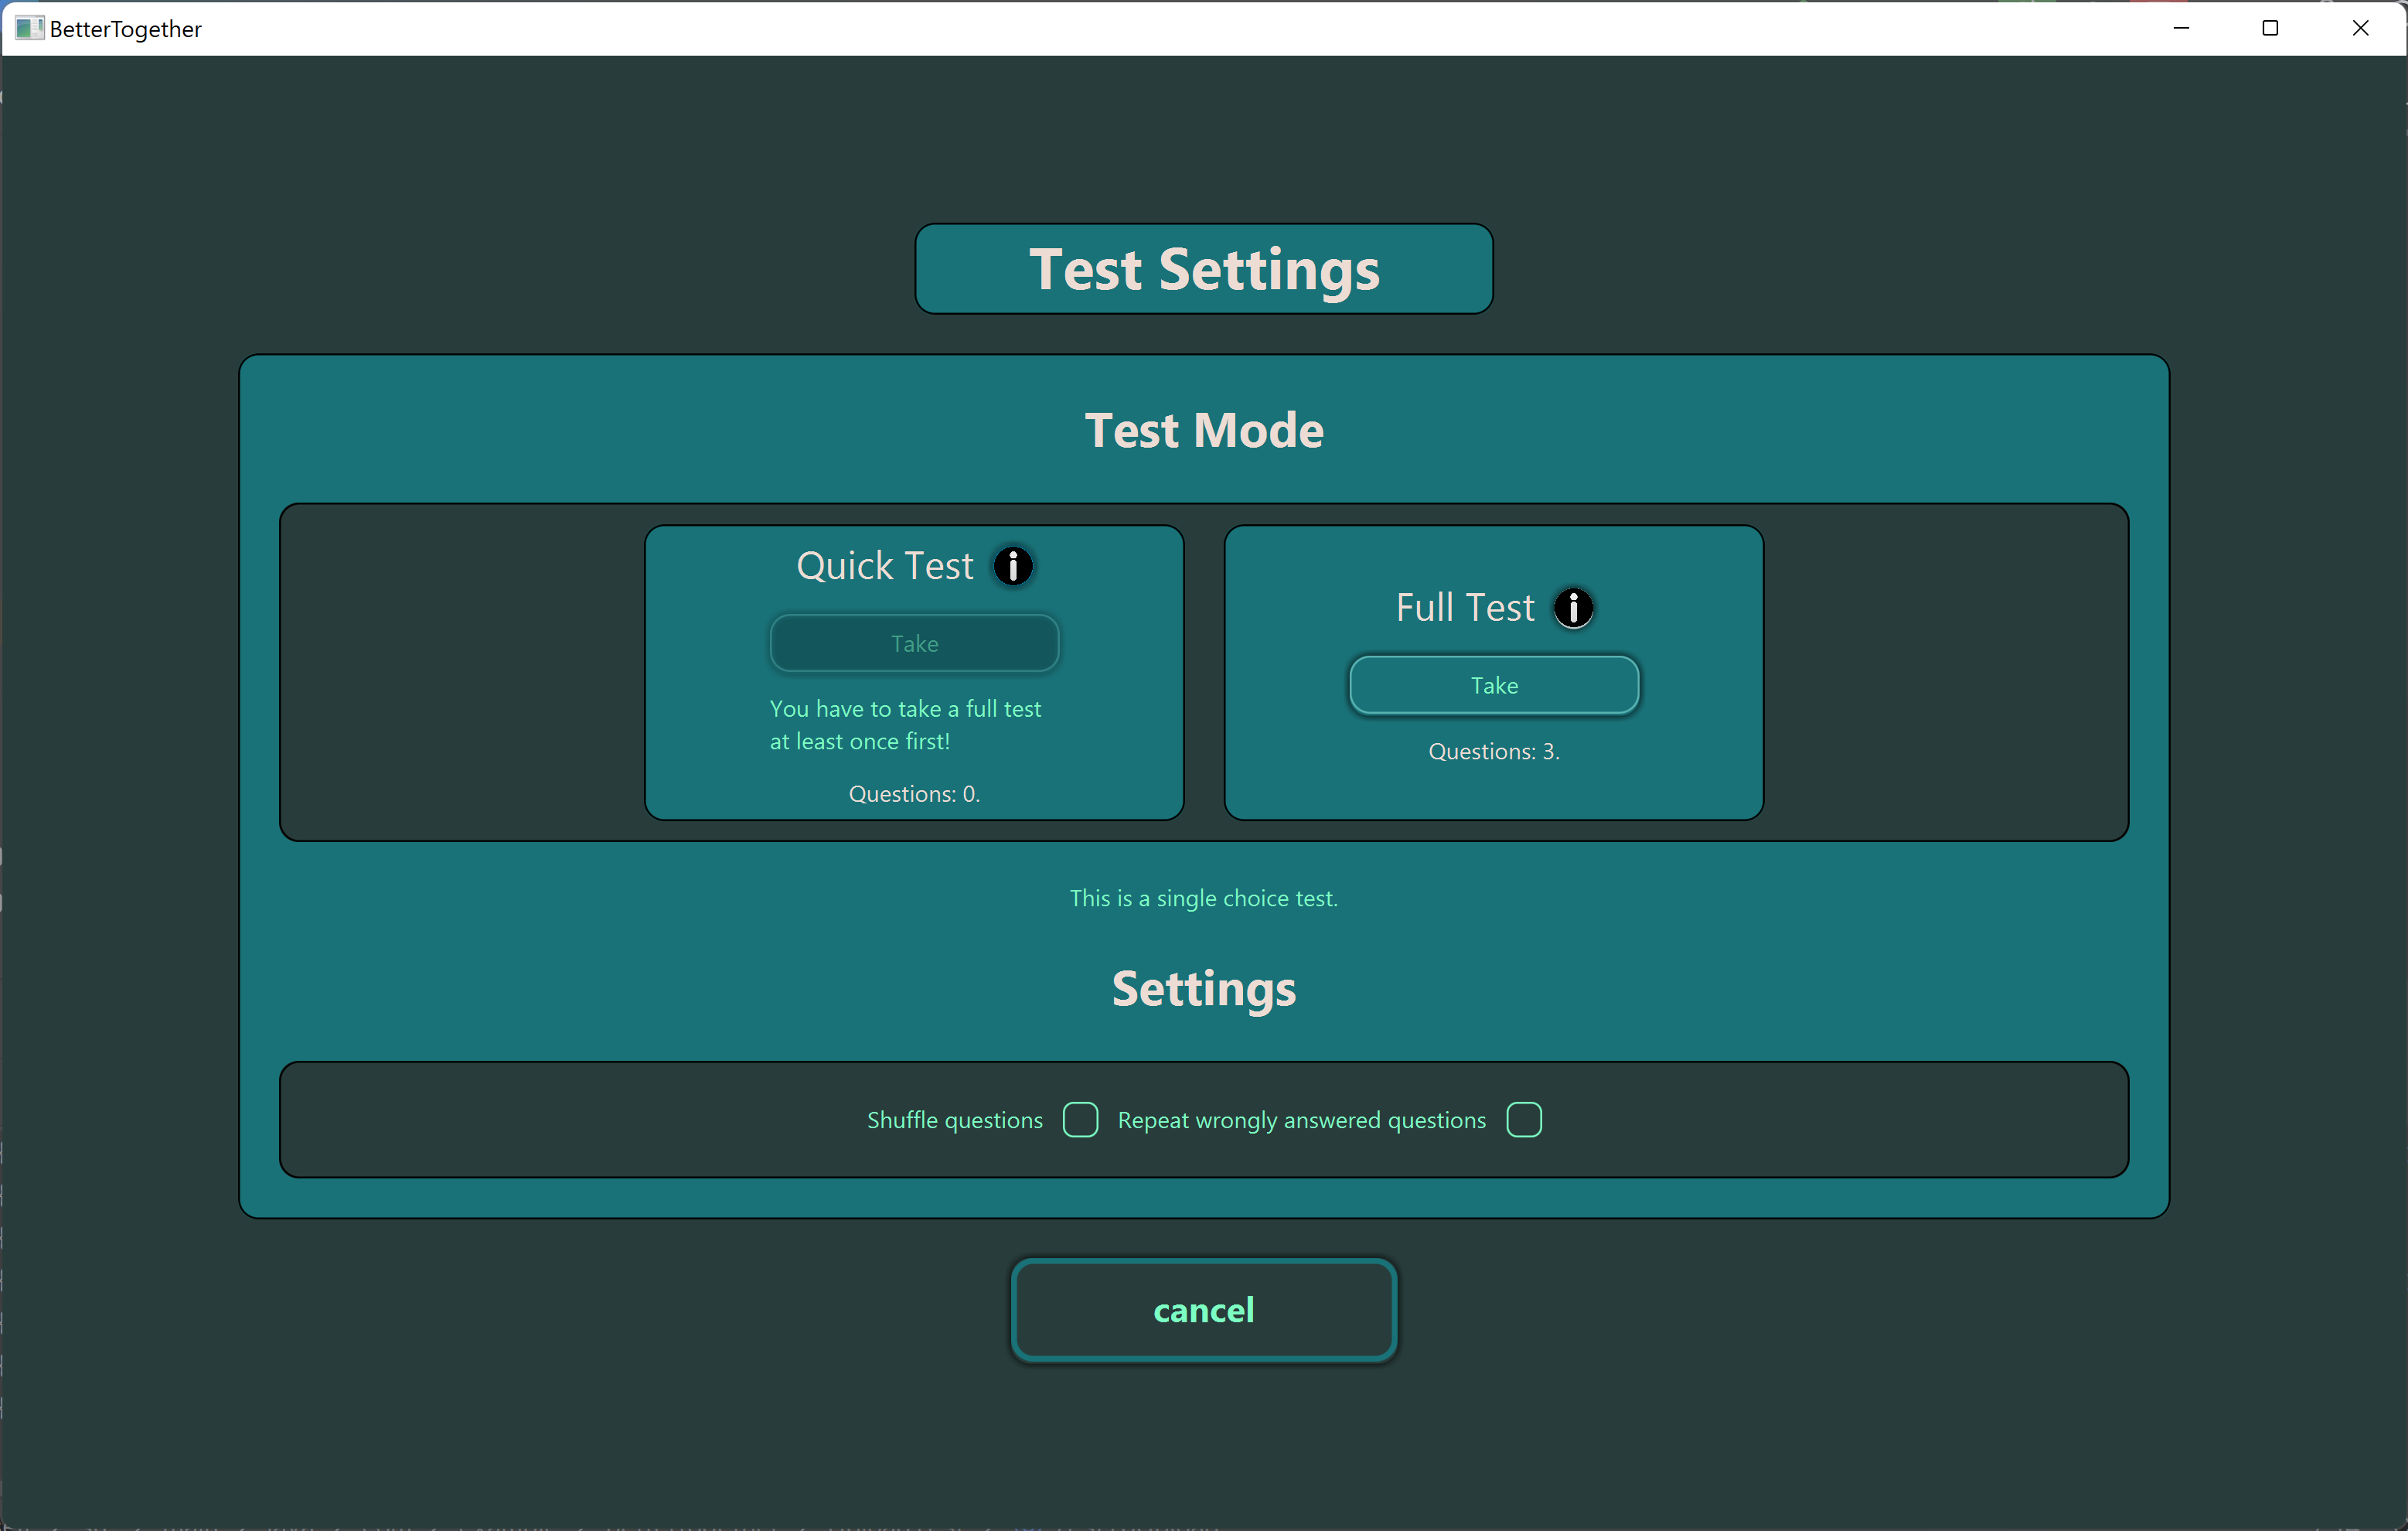 BetterTogether
Test Settings
Test Mode
Quick Test
Take
You have to take a full test
at least once first!
Questions: 0.
Full Test
Take
Questions: 3.
This is a single choice test.
Settings
Shuffle questions
Repeat wrongly answered questions
cancel